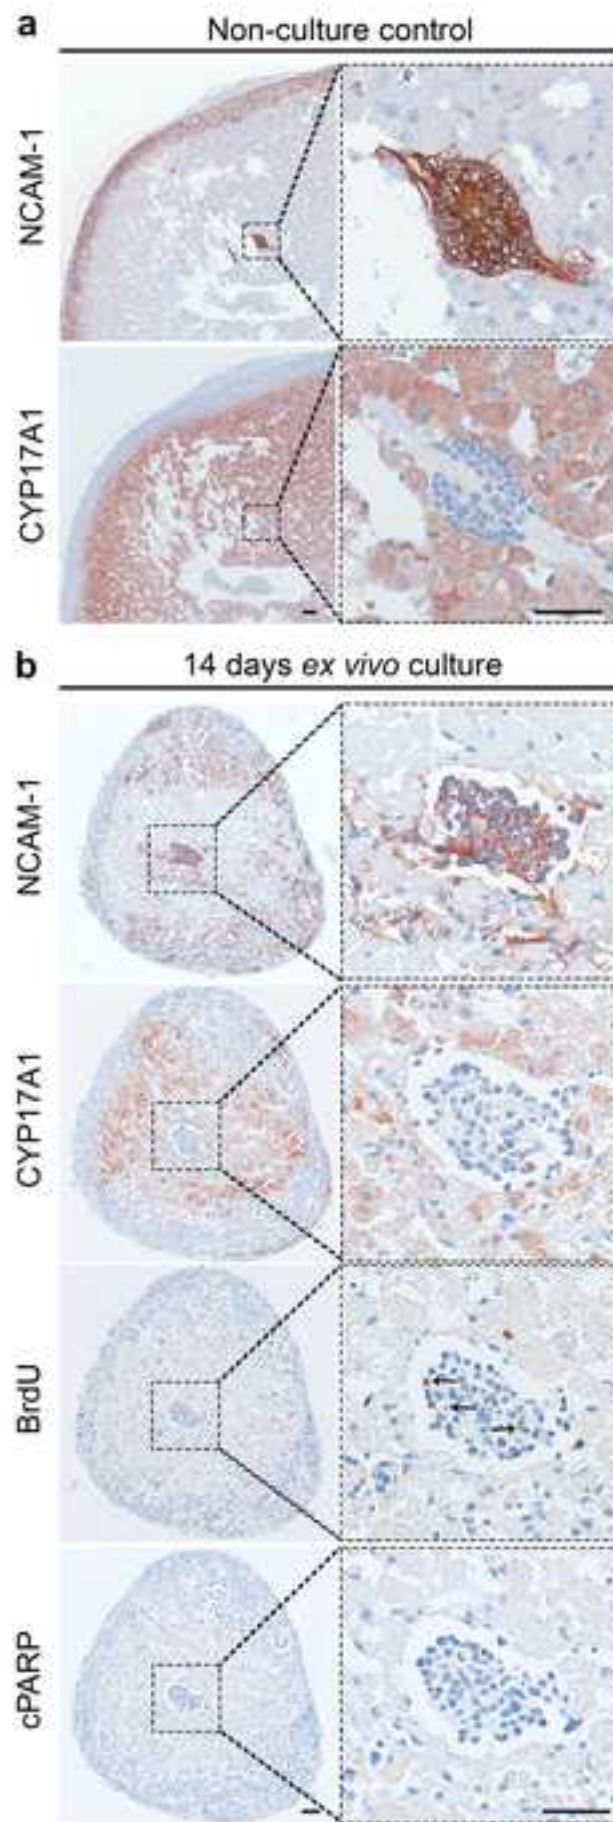 a
Non-culture control
NCAM-1
CYP17A1
b
14 days ex vivo culture
NCAM-1
CYP17A1
BrdU
cPARP